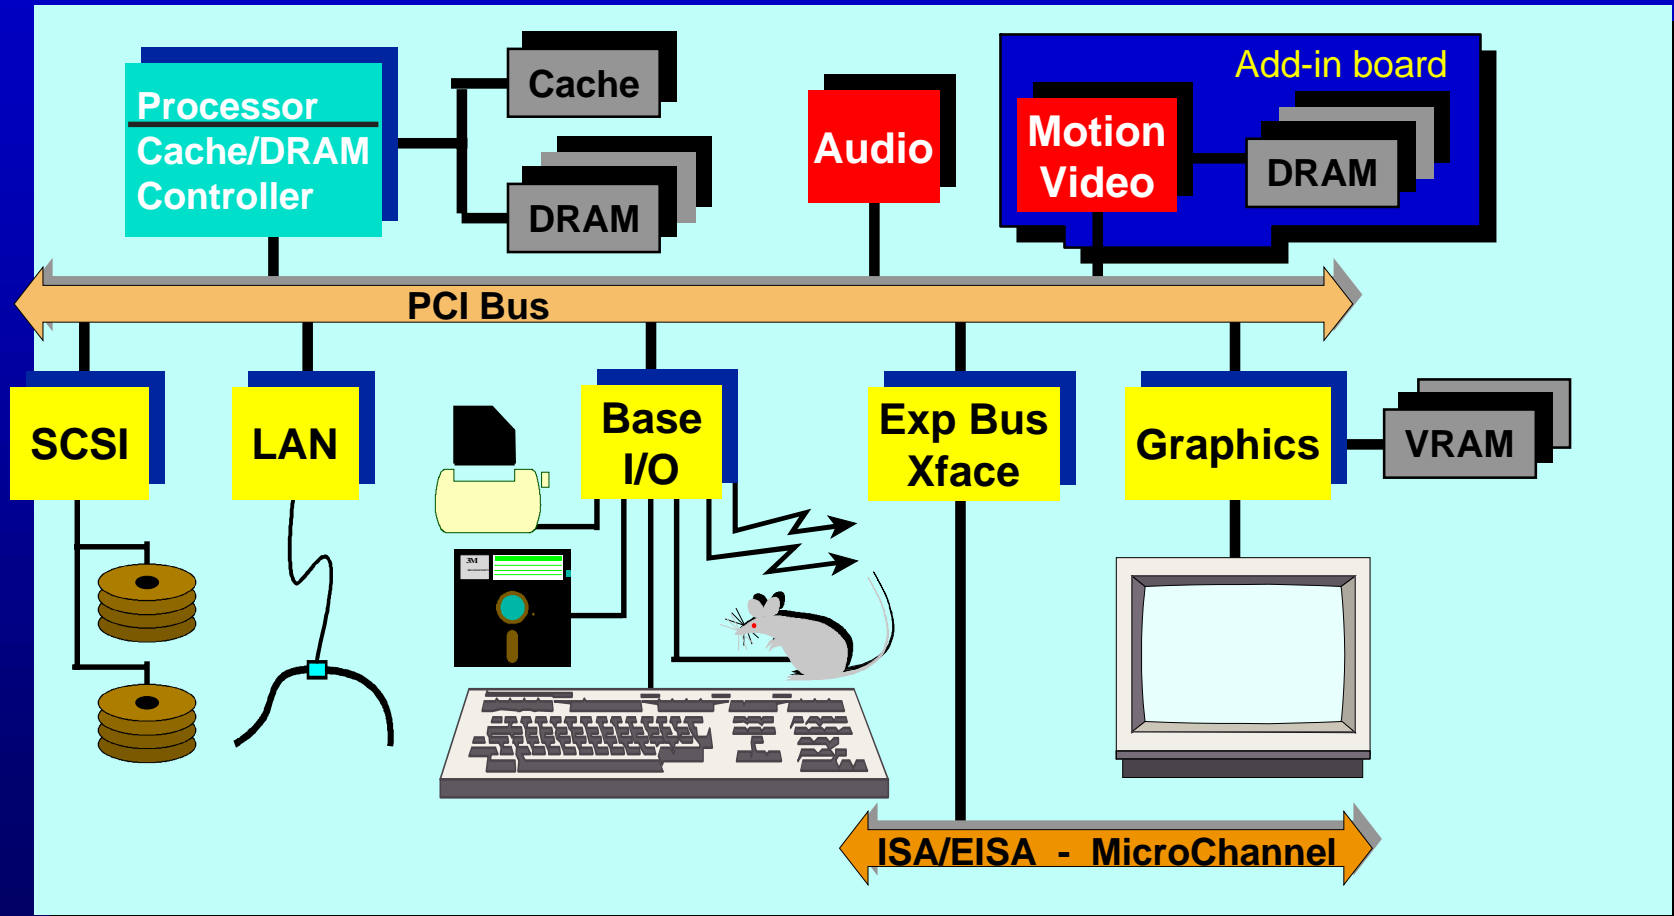 Processor
Cache/DRAM
Controller
Cache
DRAM
Audio
Add-in board
Motion
Video
DRAM
PCI Bus
SCSI
LAN
Base
I/O
Exp Bus
Xface
Graphics
VRAM
3M
ISA/EISA - MicroChannel